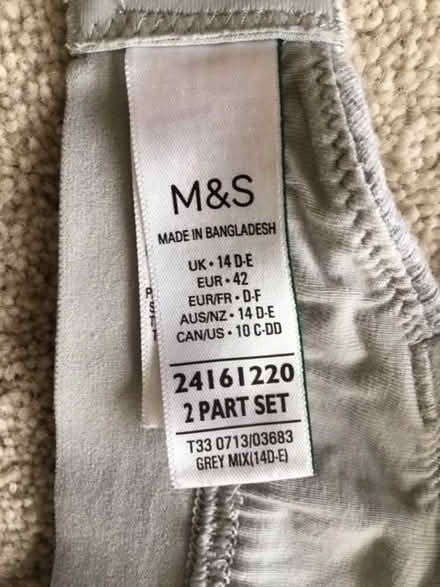 M&S
MADE IN BANGLADESH
UK • 14 D-E
EUR • 42
EUR/FR • D-F
AUS/NZ • 14 D-E
CAN/US • 10 C-DD
24161220
2 PART SET
T33 0713/03683
GREY MIX(14D-E)